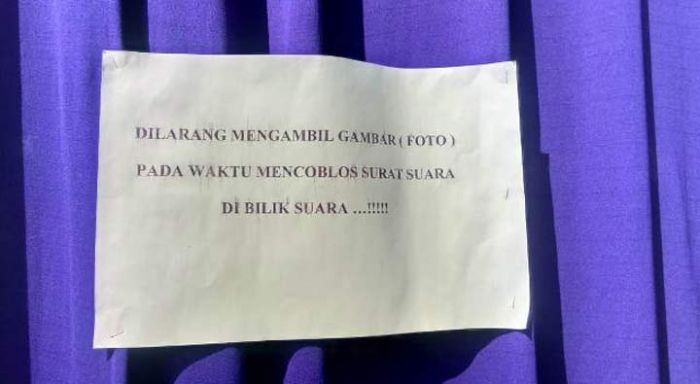 DILARANG MENGAMBIL GAMBAR ( FOTO )
PADA WAKTU MENCOBLOS SURAT SUARA
DI BILIK SUARA ...!!!!!